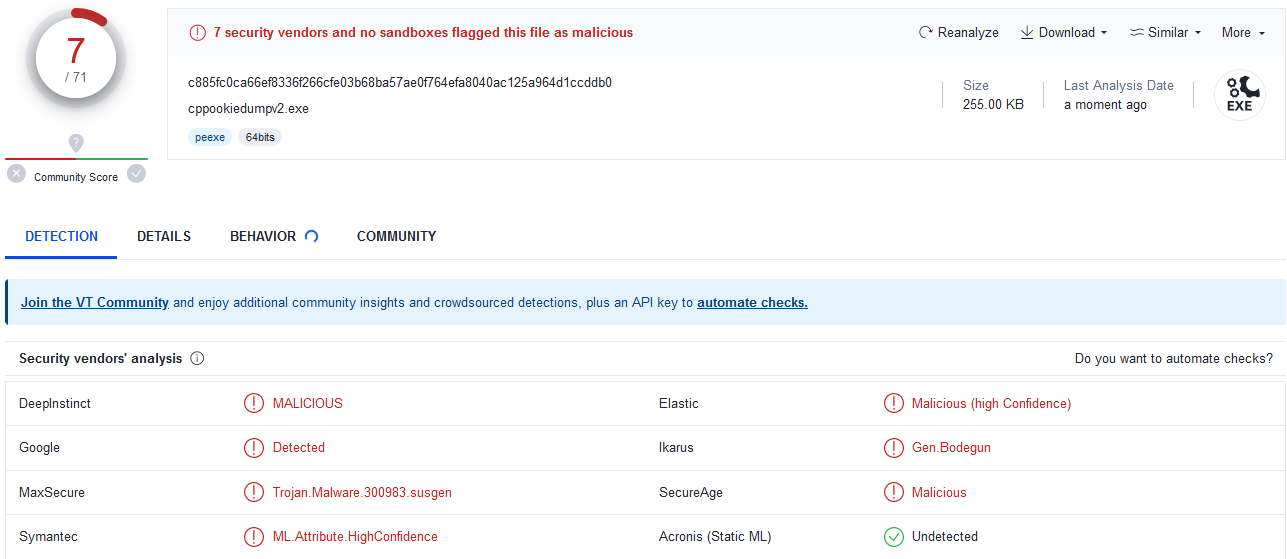 7
/ 71
Community Score
7 security vendors and no sandboxes flagged this file as malicious
Reanalyze Download Similar More
c885fc0ca66ef8336f266cfe03b68ba57ae0f764efa8040ac125a964d1ccddb0
cppookiedumpv2.exe
peexe 64bits
Size
255.00 KB
Last Analysis Date
a moment ago
EXE
DETECTION DETAILS BEHAVIOR COMMUNITY
Join the VT Community and enjoy additional community insights and crowdsourced detections, plus an API key to automate checks.
Security vendors' analysis Do you want to automate checks?
DeepInstinct MALICIOUS Elastic Malicious (high Confidence)
Google Detected Ikarus Gen.Bodegun
MaxSecure Trojan.Malware.300983.susgen SecureAge Malicious
Symantec ML.Attribute.HighConfidence Acronis (Static ML) Undetected